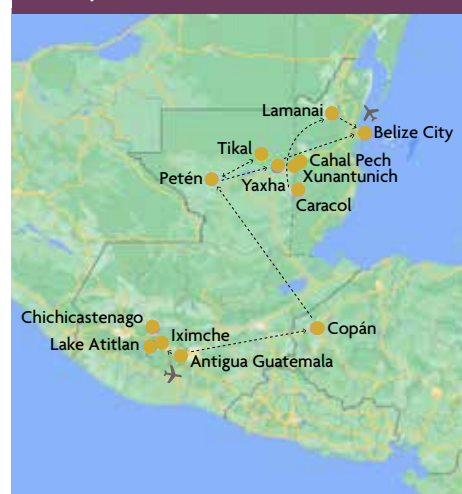 Lamanai
Belize City
Tikal
Cahal Pech
Petén
Yaxha
Xunantunich
Caracol
Chichicastenago
Iximche
Copán
Lake Atitlan
Antigua Guatemala